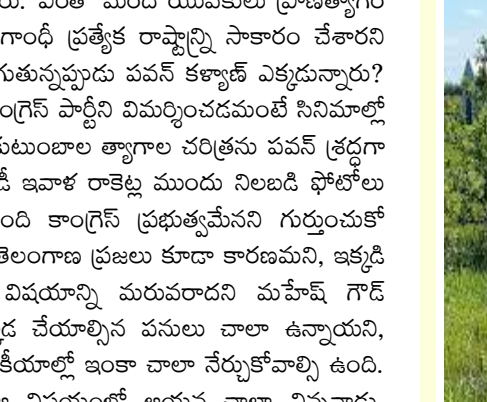 మంది యువకులు ప్రాణత్యాగం
గాంధీ ప్రత్యేక రాష్ట్రాన్ని సాకారం చేశారని
గుతున్నప్పుడు పవన్ కళ్యాణ్ ఎక్కడున్నారు?
ంగ్రెస్ పార్టీని విమర్శించడమంటే సినిమాల్లో
కుటుంబాల త్యాగాల చరిత్రను పవన్ శ్రద్ధగా
డీ ఇవాళ రాకెట్ల ముందు నిలబడి ఫోటోలు
ంది కాంగ్రెస్ ప్రభుత్వమేనని గుర్తుంచుకో
తెలంగాణ ప్రజలు కూడా కారణమని, ఇక్కడి
విషయాన్ని మరువరాదని మహేష్ గౌడ్
్కడ చేయాల్సిన పనులు చాలా ఉన్నాయని,
కీయాల్లో ఇంకా చాలా నేర్చుకోవాల్సి ఉంది.